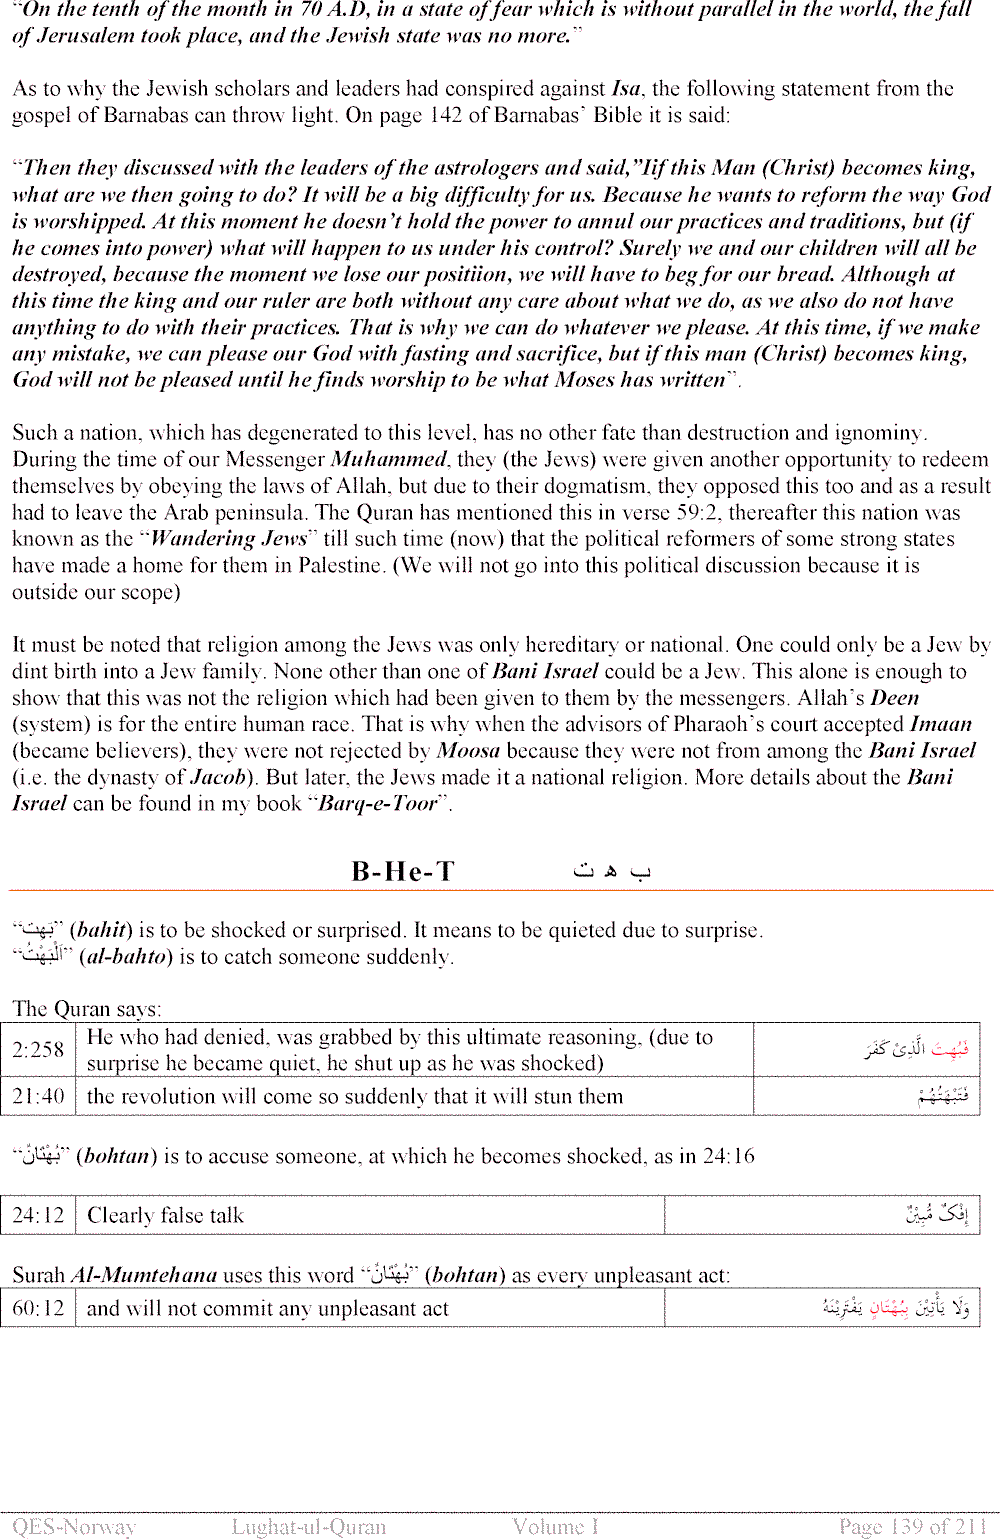 “On the tenth of the month in 70 A.D, in a state of fear which is without parallel in the world, the fall
of Jerusalem took place, and the Jewish state was no more.”
As to why the Jewish scholars and leaders had conspired against Isa, the following statement from the
gospel of Barnabas can throw light. On page 142 of Barnabas’ Bible it is said:
“Then they discussed with the leaders of the astrologers and said,”Iif this Man (Christ) becomes king,
what are we then going to do? It will be a big difficulty for us. Because he wants to reform the way God
is worshipped. At this moment he doesn’t hold the power to annul our practices and traditions, but (if
he comes into power) what will happen to us under his control? Surely we and our children will all be
destroyed, because the moment we lose our positiion, we will have to beg for our bread. Although at
this time the king and our ruler are both without any care about what we do, as we also do not have
anything to do with their practices. That is why we can do whatever we please. At this time, if we make
any mistake, we can please our God with fasting and sacrifice, but if this man (Christ) becomes king,
God will not be pleased until he finds worship to be what Moses has written”.
Such a nation, which has degenerated to this level, has no other fate than destruction and ignominy.
During the time of our Messenger Muhammed, they (the Jews) were given another opportunity to redeem
themselves by obeying the laws of Allah, but due to their dogmatism, they opposed this too and as a result
had to leave the Arab peninsula. The Quran has mentioned this in verse 59:2, thereafter this nation was
known as the “Wandering Jews” till such time (now) that the political reformers of some strong states
have made a home for them in Palestine. (We will not go into this political discussion because it is
outside our scope)
It must be noted that religion among the Jews was only hereditary or national. One could only be a Jew by
dint birth into a Jew family. None other than one of Bani Israel could be a Jew. This alone is enough to
show that this was not the religion which had been given to them by the messengers. Allah’s Deen
(system) is for the entire human race. That is why when the advisors of Pharaoh’s court accepted Imaan
(became believers), they were not rejected by Moosa because they were not from among the Bani Israel
(i.e. the dynasty of Jacob). But later, the Jews made it a national religion. More details about the Bani
Israel can be found in my book “Barq-e-Toor”.
B-He-T ب ه ت
“بَهِت” (bahit) is to be shocked or surprised. It means to be quieted due to surprise.
“اَلْبَهْتُ” (al-bahto) is to catch someone suddenly.
The Quran says:
2:258 He who had denied, was grabbed by this ultimate reasoning, (due to
surprise he became quiet, he shut up as he was shocked) فَبُهِتَ الَّذِیْ کَفَرَ
21:40 the revolution will come so suddenly that it will stun them فَتَبْهَتُهُمْ
“بُهْتَانٌ” (bohtan) is to accuse someone, at which he becomes shocked, as in 24:16
24:12 Clearly false talk اِفْکٌ مُّبِیْنٌ
Surah Al-Mumtehana uses this word “بُهْتَانٌ” (bohtan) as every unpleasant act:
60:12 and will not commit any unpleasant act وَلَا یَأْتِیْنَ بِبُهْتَانٍ یَفْتَرِیْنَهُ
QES-Norway Lughat-ul-Quran Volume I Page 139 of 211